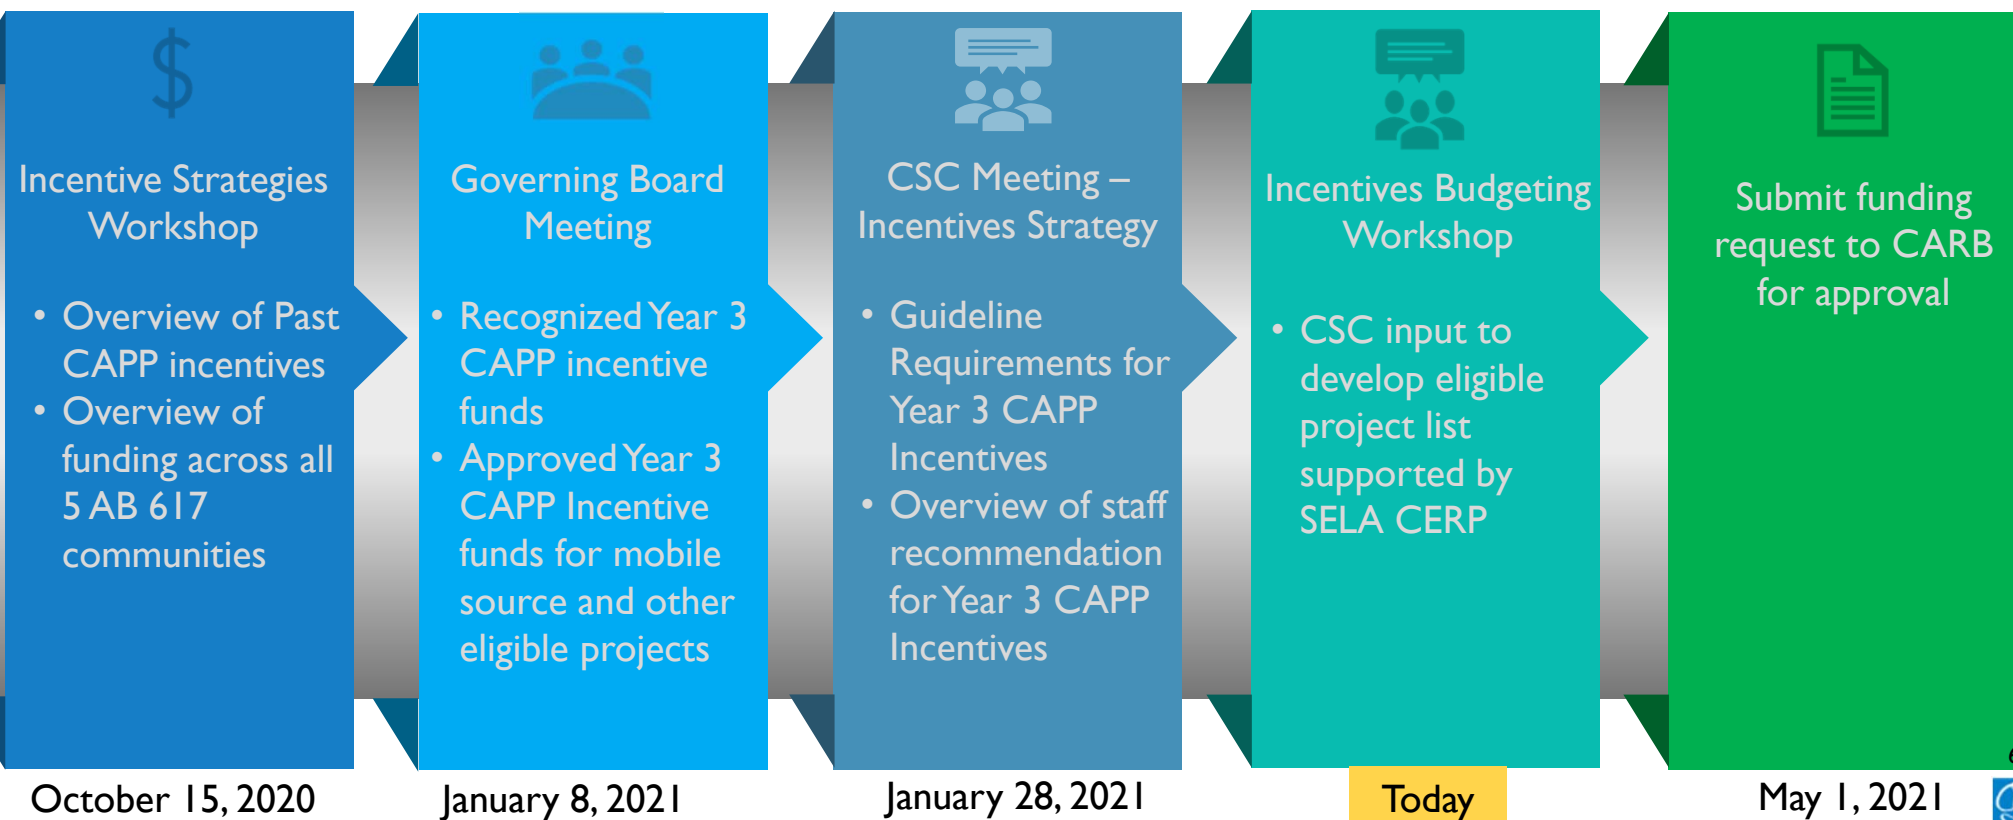 Incentive Strategies
Workshop
• Overview of Past
CAPP incentives
• Overview of
funding across all
5 AB 617
communities
October 15, 2020
Governing Board
Meeting
• Recognized Year 3
CAPP incentive
funds
• Approved Year 3
CAPP Incentive
funds for mobile
source and other
eligible projects
January 8, 2021
CSC Meeting –
Incentives Strategy
• Guideline
Requirements for
Year 3 CAPP
Incentives
• Overview of staff
recommendation
for Year 3 CAPP
Incentives
January 28, 2021
Incentives Budgeting
Workshop
• CSC input to
develop eligible
project list
supported by
SELA CERP
Today
Submit funding
request to CARB
for approval
May 1, 2021